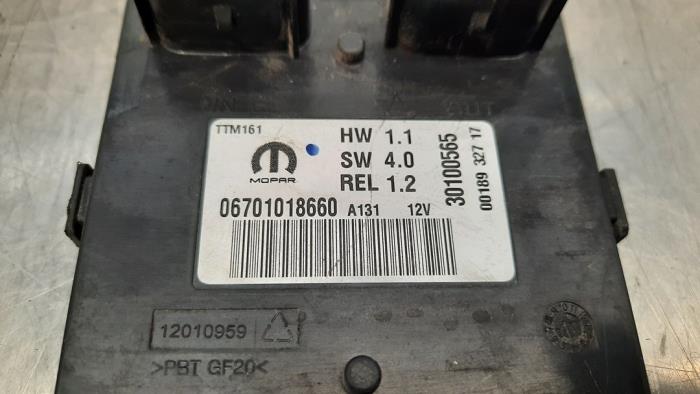 TTM161
MOPAR
HW 1.1
SW 4.0
REL 1.2
06701018660 A131 12V
30100565
00189 327 17
12010959
>PBT GF20<